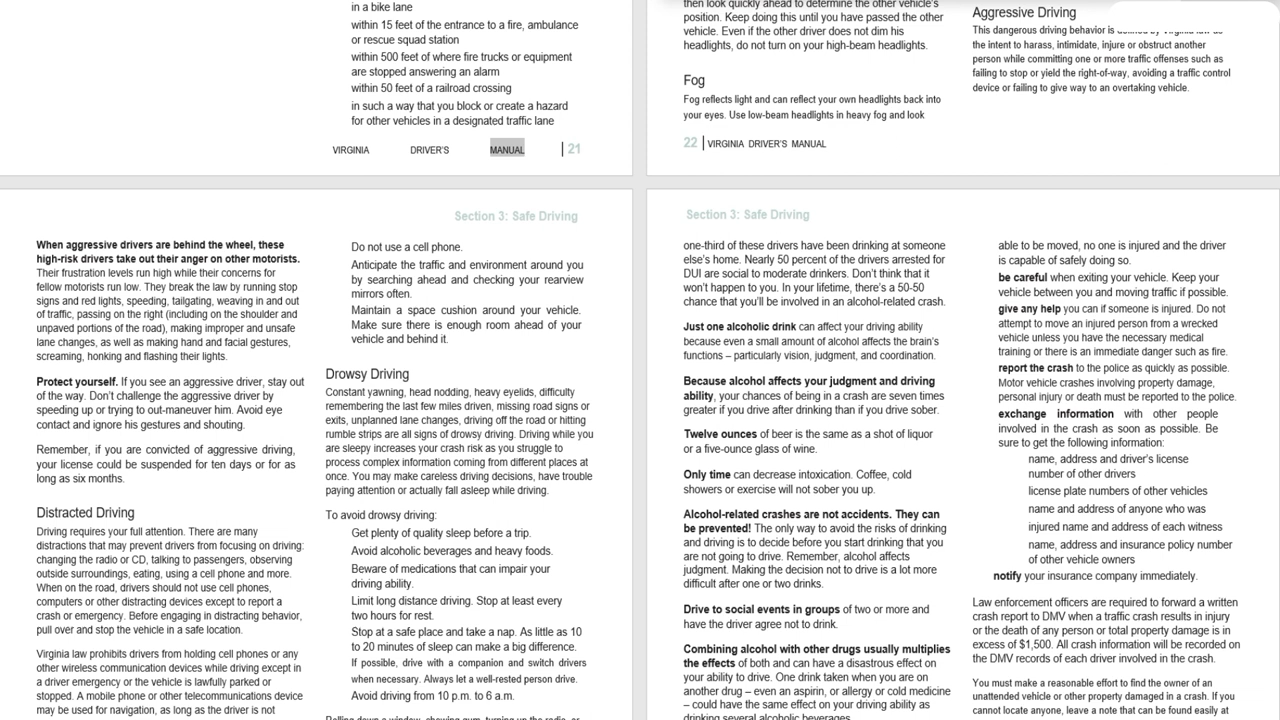 in a bike lane
within 15 feet of the entrance to a fire, ambulance
or rescue squad station
within 500 feet of where fire trucks or equipment
are stopped answering an alarm
within 50 feet of a railroad crossing
in such a way that you block or create a hazard
for other vehicles in a designated traffic lane
VIRGINIA DRIVER'S MANUAL | 21
then look quickly ahead to determine the other vehicle's
position. Keep doing this until you have passed the other
vehicle. Even if the other driver does not dim his
headlights, do not turn on your high-beam headlights.
Fog
Fog reflects light and can reflect your own headlights back into
your eyes. Use low-beam headlights in heavy fog and look
22 | VIRGINIA DRIVER'S MANUAL
Aggressive Driving
This dangerous driving behavior is defined by Virginia law as
the intent to harass, intimidate, injure or obstruct another
person while committing one or more traffic offenses such as
failing to stop or yield the right-of-way, avoiding a traffic control
device or failing to give way to an overtaking vehicle.
Section 3: Safe Driving
When aggressive drivers are behind the wheel, these
high-risk drivers take out their anger on other motorists.
Their frustration levels run high while their concerns for
fellow motorists run low. They break the law by running stop
signs and red lights, speeding, tailgating, weaving in and out
of traffic, passing on the right (including on the shoulder and
unpaved portions of the road), making improper and unsafe
lane changes, as well as making hand and facial gestures,
screaming, honking and flashing their lights.
Protect yourself. If you see an aggressive driver, stay out
of the way. Don't challenge the aggressive driver by
speeding up or trying to out-maneuver him. Avoid eye
contact and ignore his gestures and shouting.
Remember, if you are convicted of aggressive driving,
your license could be suspended for ten days or for as
long as six months.
Distracted Driving
Driving requires your full attention. There are many
distractions that may prevent drivers from focusing on driving:
changing the radio or CD, talking to passengers, observing
outside surroundings, eating, using a cell phone and more.
When on the road, drivers should not use cell phones,
computers or other distracting devices except to report a
crash or emergency. Before engaging in distracting behavior,
pull over and stop the vehicle in a safe location.
Virginia law prohibits drivers from holding cell phones or any
other wireless communication devices while driving except in
a driver emergency or the vehicle is lawfully parked or
stopped. A mobile phone or other telecommunications device
may be used for navigation, as long as the driver is not
Do not use a cell phone.
Anticipate the traffic and environment around you
by searching ahead and checking your rearview
mirrors often.
Maintain a space cushion around your vehicle.
Make sure there is enough room ahead of your
vehicle and behind it.
Drowsy Driving
Constant yawning, head nodding, heavy eyelids, difficulty
remembering the last few miles driven, missing road signs or
exits, unplanned lane changes, driving off the road or hitting
rumble strips are all signs of drowsy driving. Driving while you
are sleepy increases your crash risk as you struggle to
process complex information coming from different places at
once. You may make careless driving decisions, have trouble
paying attention or actually fall asleep while driving.
To avoid drowsy driving:
Get plenty of quality sleep before a trip.
Avoid alcoholic beverages and heavy foods.
Beware of medications that can impair your
driving ability.
Limit long distance driving. Stop at least every
two hours for rest.
Stop at a safe place and take a nap. As little as 10
to 20 minutes of sleep can make a big difference.
If possible, drive with a companion and switch drivers
when necessary. Always let a well-rested person drive.
Avoid driving from 10 p.m. to 6 a.m.
Rolling down a window, chewing gum, turning up the radio, or
Section 3: Safe Driving
one-third of these drivers have been drinking at someone
else's home. Nearly 50 percent of the drivers arrested for
DUI are social to moderate drinkers. Don't think that it
won't happen to you. In your lifetime, there's a 50-50
chance that you'll be involved in an alcohol-related crash.
Just one alcoholic drink can affect your driving ability
because even a small amount of alcohol affects the brain's
functions – particularly vision, judgment, and coordination.
Because alcohol affects your judgment and driving
ability, your chances of being in a crash are seven times
greater if you drive after drinking than if you drive sober.
Twelve ounces of beer is the same as a shot of liquor
or a five-ounce glass of wine.
Only time can decrease intoxication. Coffee, cold
showers or exercise will not sober you up.
Alcohol-related crashes are not accidents. They can
be prevented! The only way to avoid the risks of drinking
and driving is to decide before you start drinking that you
are not going to drive. Remember, alcohol affects
judgment. Making the decision not to drive is a lot more
difficult after one or two drinks.
Drive to social events in groups of two or more and
have the driver agree not to drink.
Combining alcohol with other drugs usually multiplies
the effects of both and can have a disastrous effect on
your ability to drive. One drink taken when you are on
another drug – even an aspirin, or allergy or cold medicine
– could have the same effect on your driving ability as
drinking several alcoholic beverages.
able to be moved, no one is injured and the driver
is capable of safely doing so.
be careful when exiting your vehicle. Keep your
vehicle between you and moving traffic if possible.
give any help you can if someone is injured. Do not
attempt to move an injured person from a wrecked
vehicle unless you have the necessary medical
training or there is an immediate danger such as fire.
report the crash to the police as quickly as possible.
Motor vehicle crashes involving property damage,
personal injury or death must be reported to the police.
exchange information with other people
involved in the crash as soon as possible. Be
sure to get the following information:
name, address and driver's license
number of other drivers
license plate numbers of other vehicles
name and address of anyone who was
injured name and address of each witness
name, address and insurance policy number
of other vehicle owners
notify your insurance company immediately.
Law enforcement officers are required to forward a written
crash report to DMV when a traffic crash results in injury
or the death of any person or total property damage is in
excess of $1,500. All crash information will be recorded on
the DMV records of each driver involved in the crash.
You must make a reasonable effort to find the owner of an
unattended vehicle or other property damaged in a crash. If you
cannot locate anyone, leave a note that can be found easily at